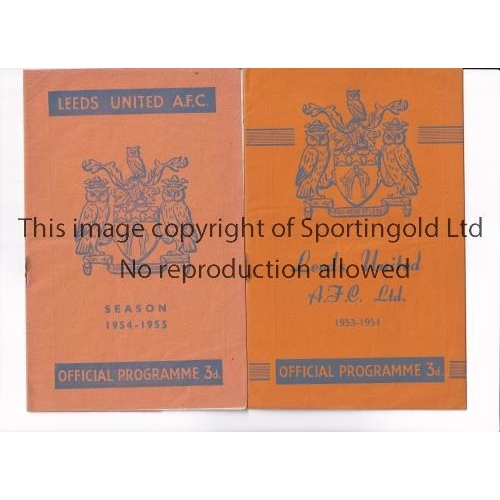 LEEDS UNITED A.F.C.
SEASON
1954-1955
OFFICIAL PROGRAMME 3d.
Leeds United
A.F.C. Ltd.
1953-1954
OFFICIAL PROGRAMME 3d.
This image copyright of Sportingold Ltd
No reproduction allowed